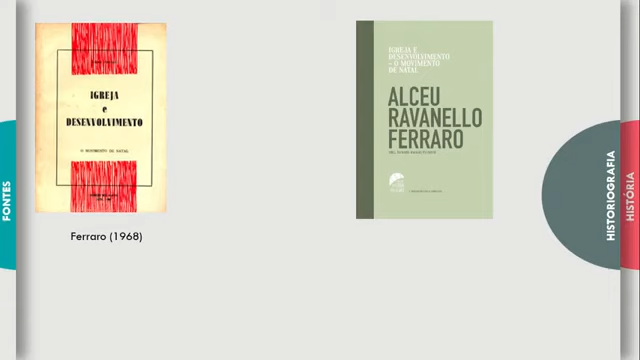 FONTES
IGREJA
e
DESENVOLVIMENTO
O MOVIMENTO DE NATAL
Ferraro (1968)
IGREJA E
DESENVOLVIMENTO
– O MOVIMENTO
DE NATAL
ALCEU
RAVANELLO
FERRARO
HISTORIOGRAFIA
HISTÓRIA